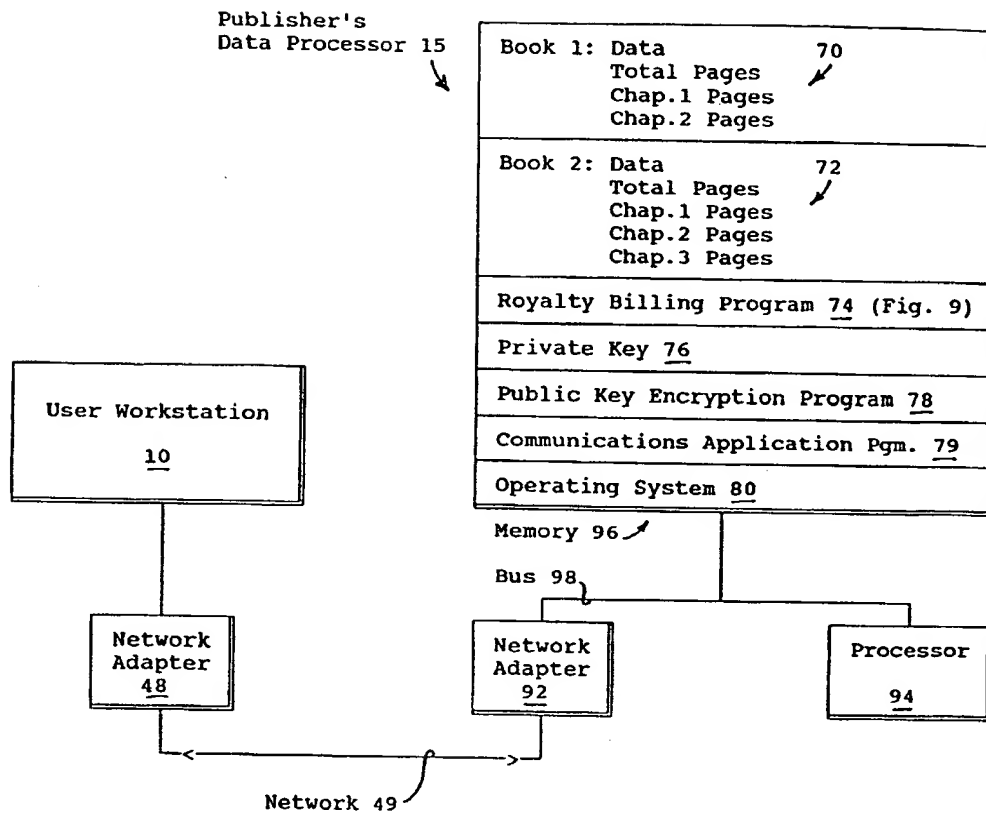 Publisher's
Data Processor 15
Book 1: Data 70
Total Pages
Chap.1 Pages
Chap.2 Pages
Book 2: Data 72
Total Pages
Chap.1 Pages
Chap.2 Pages
Chap.3 Pages
Royalty Billing Program 74 (Fig. 9)
Private Key 76
Public Key Encryption Program 78
Communications Application Pgm. 79
Operating System 80
User Workstation
10
Memory 96
Bus 98
Network
Adapter
48
Network
Adapter
92
Processor
94
Network 49